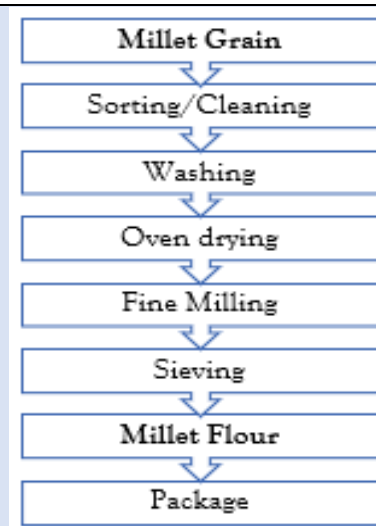 Millet Grain
Sorting/Cleaning
Washing
Oven drying
Fine Milling
Sieving
Millet Flour
Package